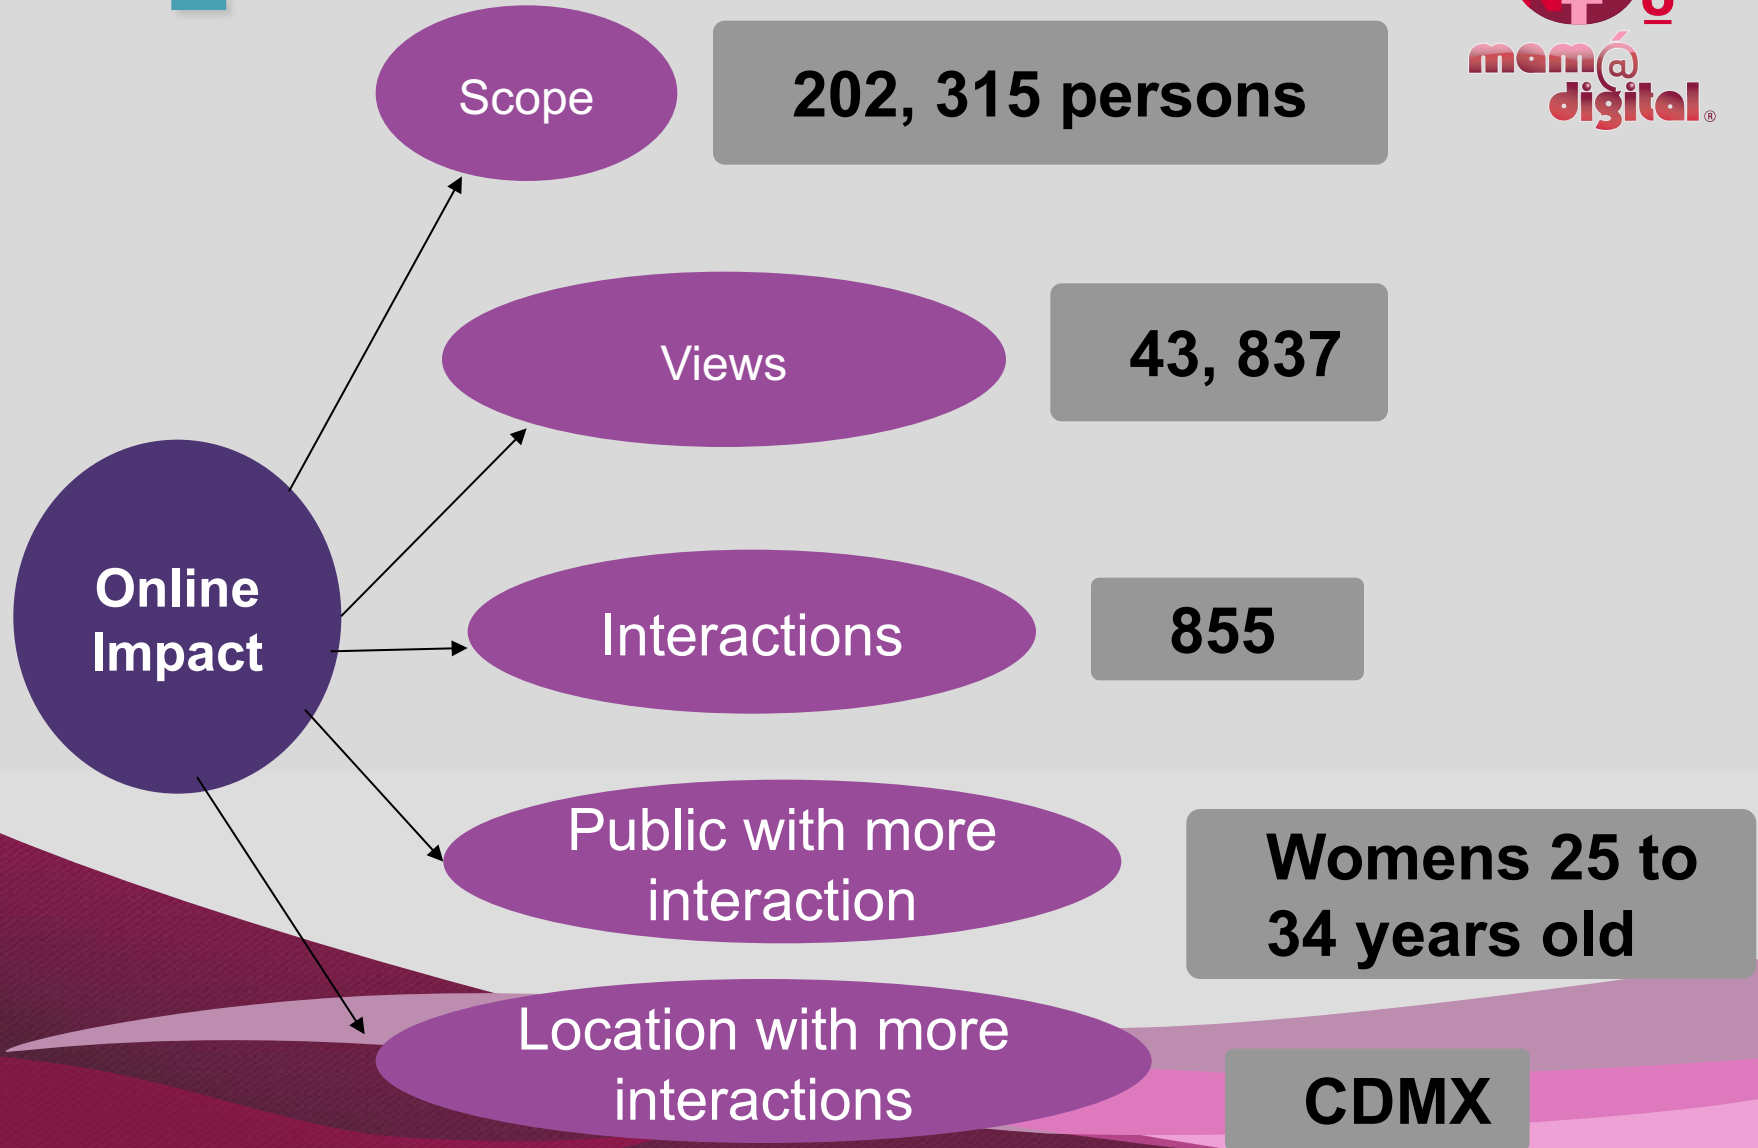 Scope
202, 315 persons
mam@
digital®
Views
43, 837
Online
Impact
Interactions
855
Public with more
interaction
Womens 25 to
34 years old
Location with more
interactions
CDMX